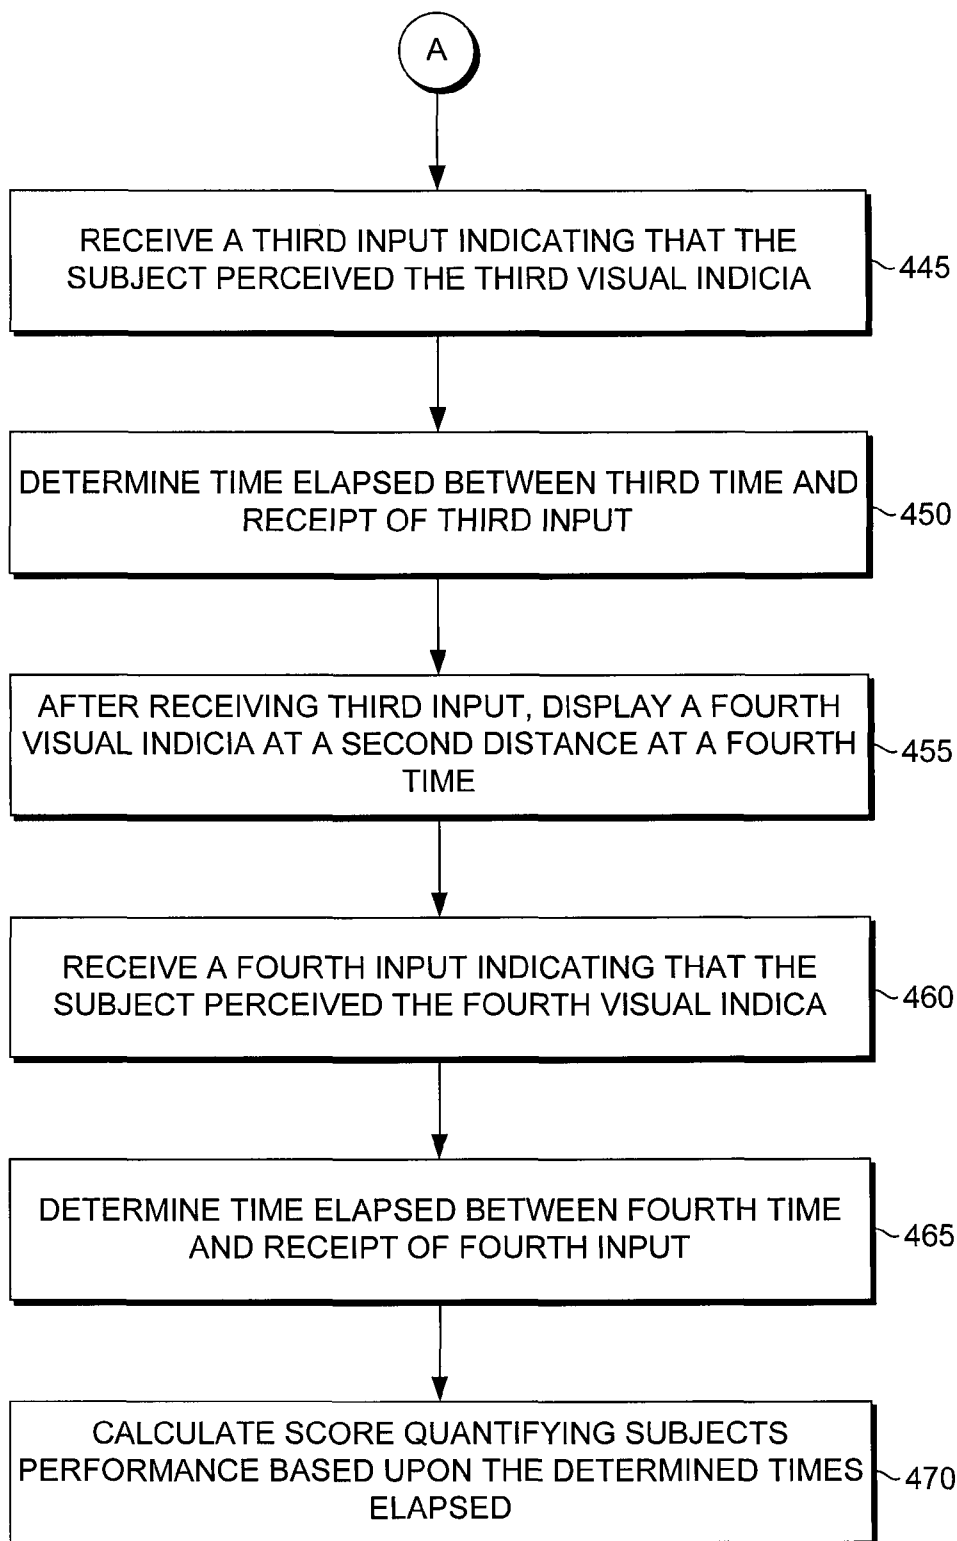 A
RECEIVE A THIRD INPUT INDICATING THAT THE
SUBJECT PERCEIVED THE THIRD VISUAL INDICIA
445
DETERMINE TIME ELAPSED BETWEEN THIRD TIME AND
RECEIPT OF THIRD INPUT
450
AFTER RECEIVING THIRD INPUT, DISPLAY A FOURTH
VISUAL INDICIA AT A SECOND DISTANCE AT A FOURTH
TIME
455
RECEIVE A FOURTH INPUT INDICATING THAT THE
SUBJECT PERCEIVED THE FOURTH VISUAL INDICA
460
DETERMINE TIME ELAPSED BETWEEN FOURTH TIME
AND RECEIPT OF FOURTH INPUT
465
CALCULATE SCORE QUANTIFYING SUBJECTS
PERFORMANCE BASED UPON THE DETERMINED TIMES
ELAPSED
470